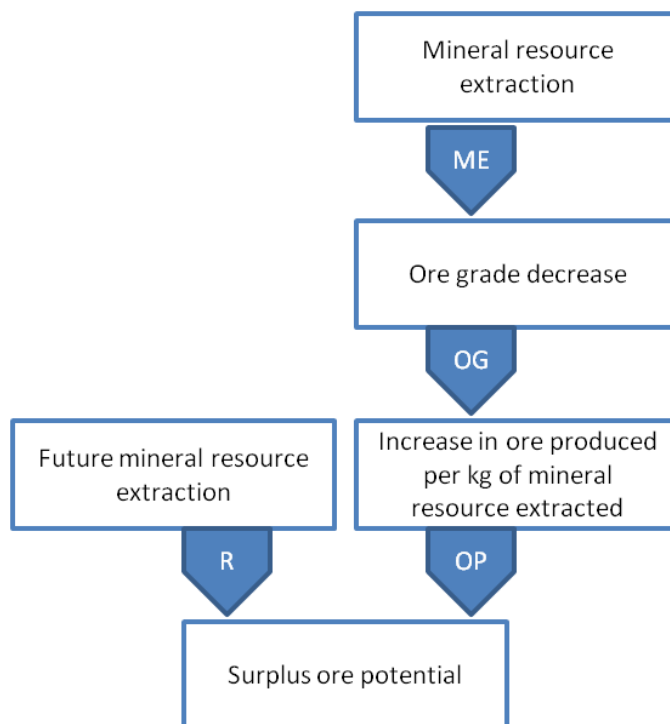 Mineral resource
extraction
ME
Ore grade decrease
OG
Future mineral resource
extraction
Increase in ore produced
per kg of mineral
resource extracted
R
OP
Surplus ore potential